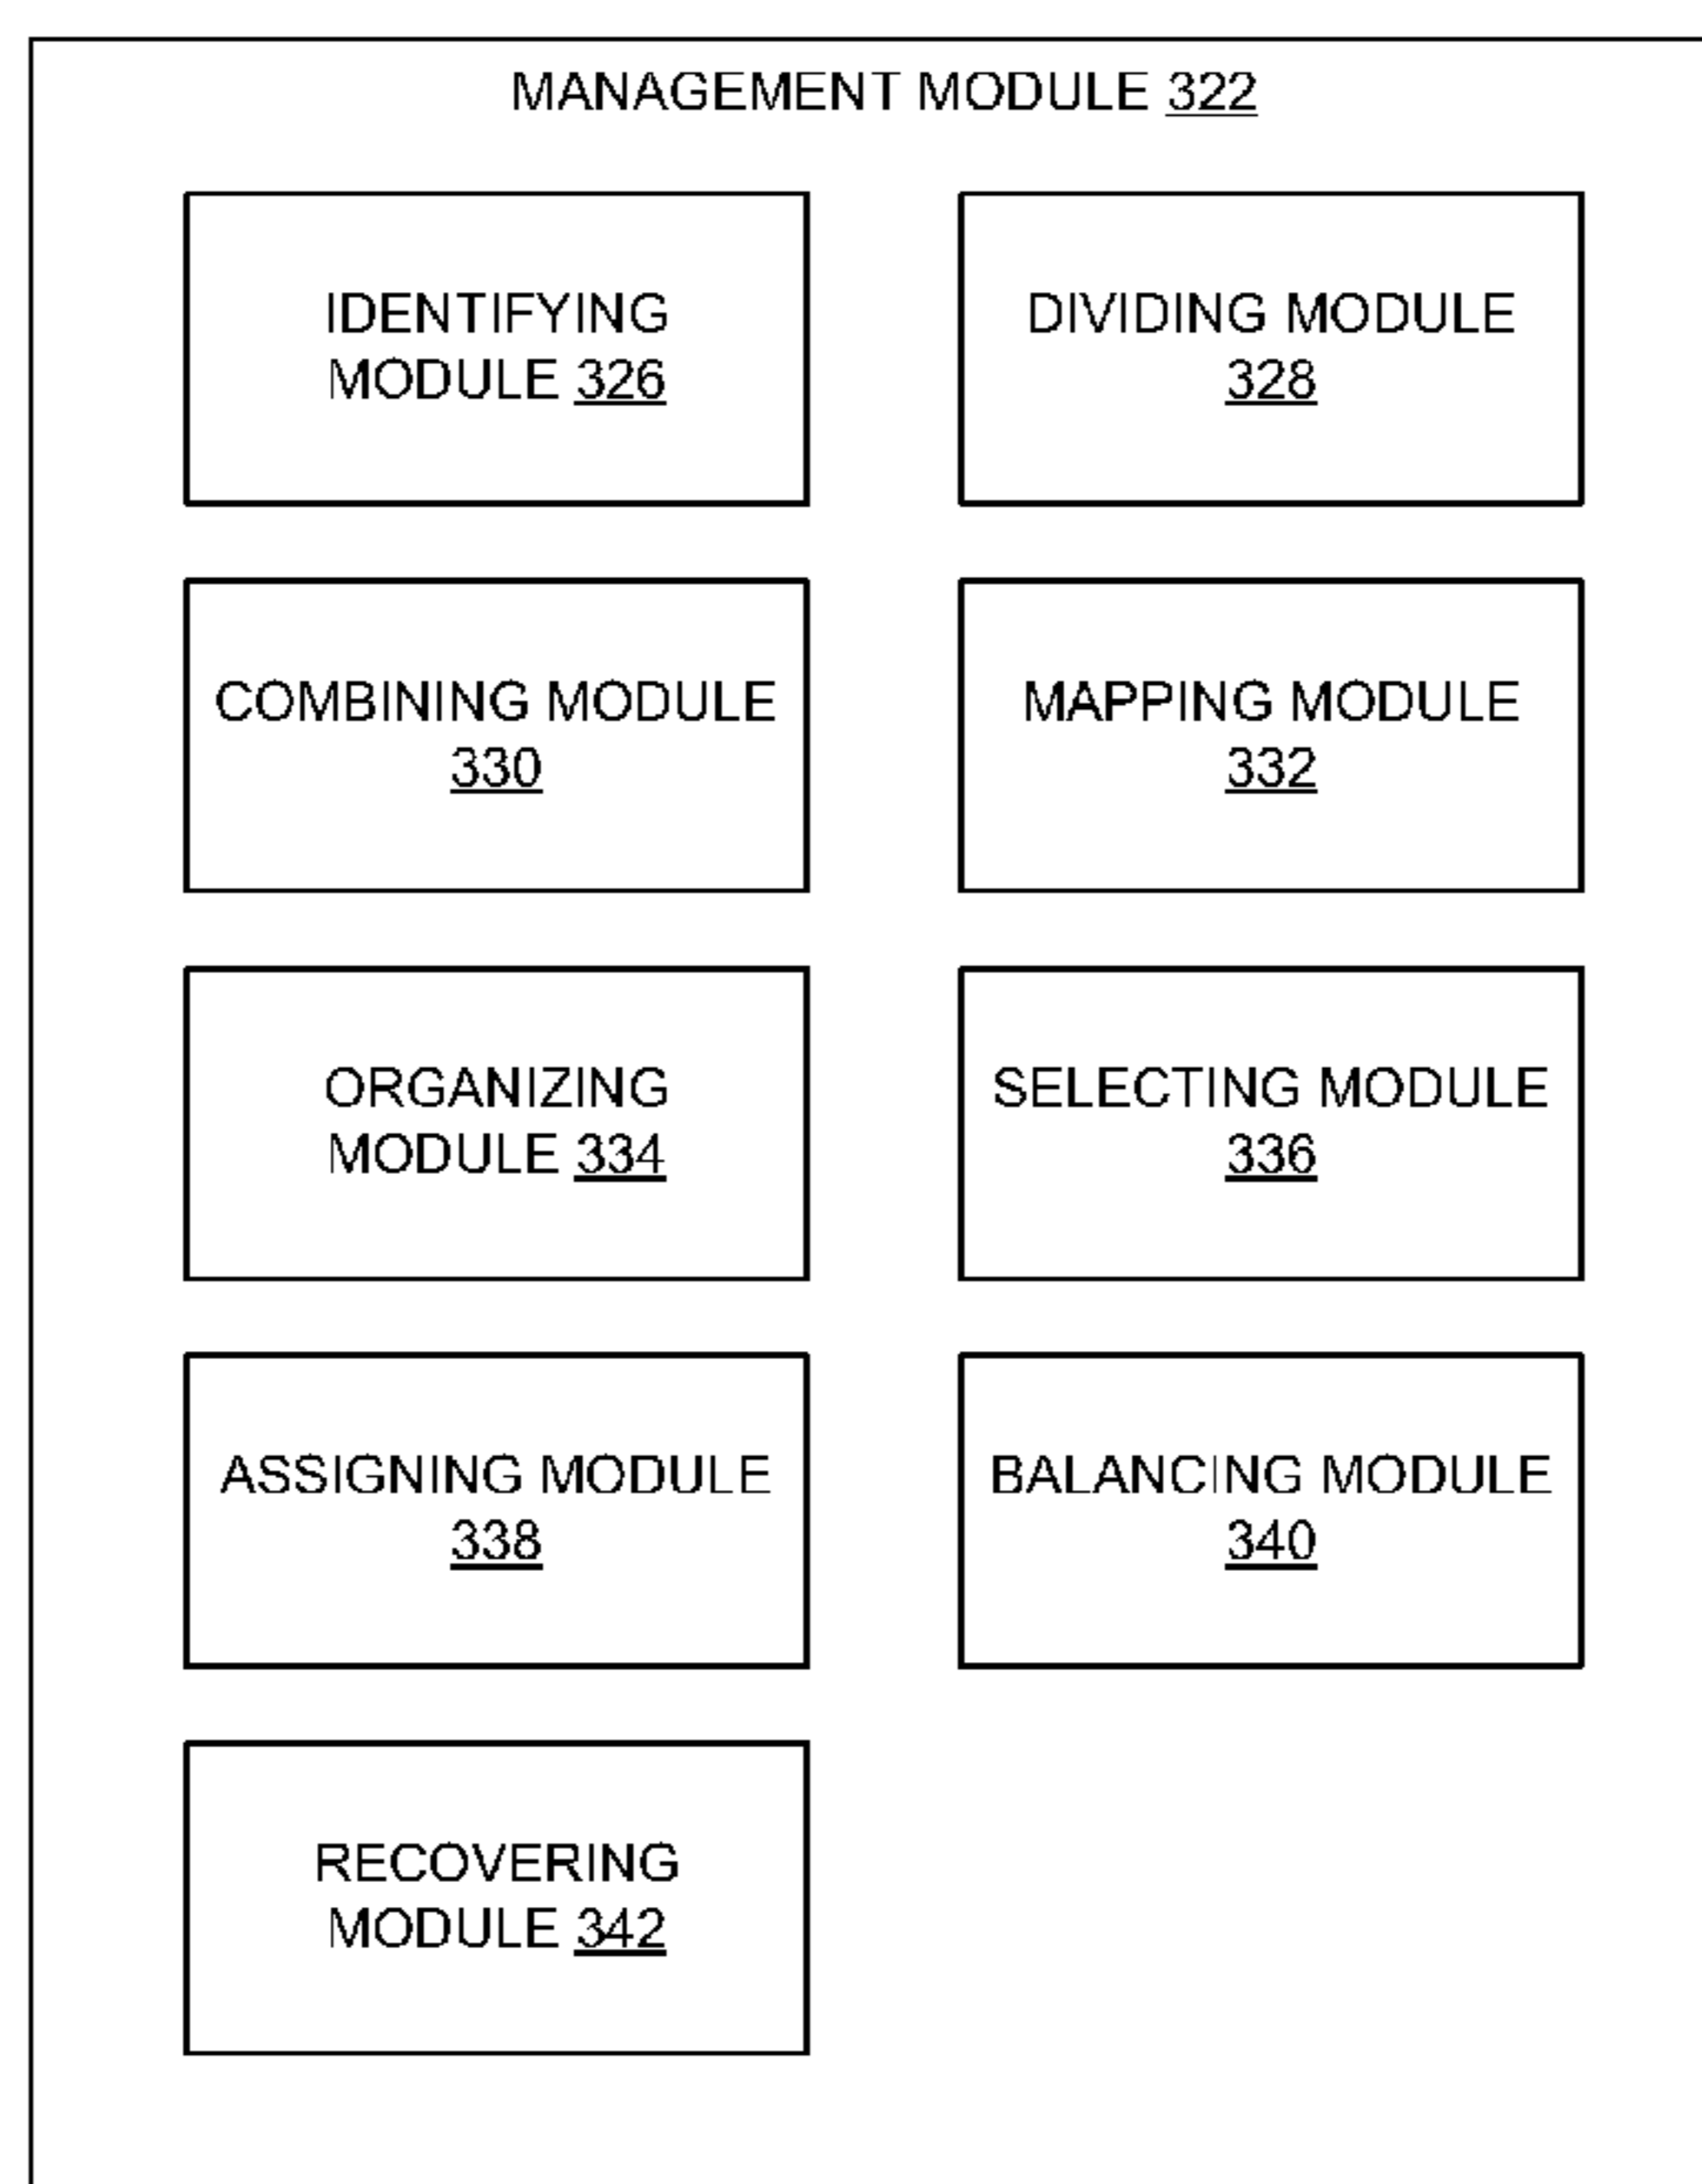 MANAGEMENT MODULE 322
IDENTIFYING
MODULE 326
DIVIDING MODULE
328
COMBINING MODULE
330
MAPPING MODULE
332
ORGANIZING
MODULE 334
SELECTING MODULE
336
ASSIGNING MODULE
338
BALANCING MODULE
340
RECOVERING
MODULE 342